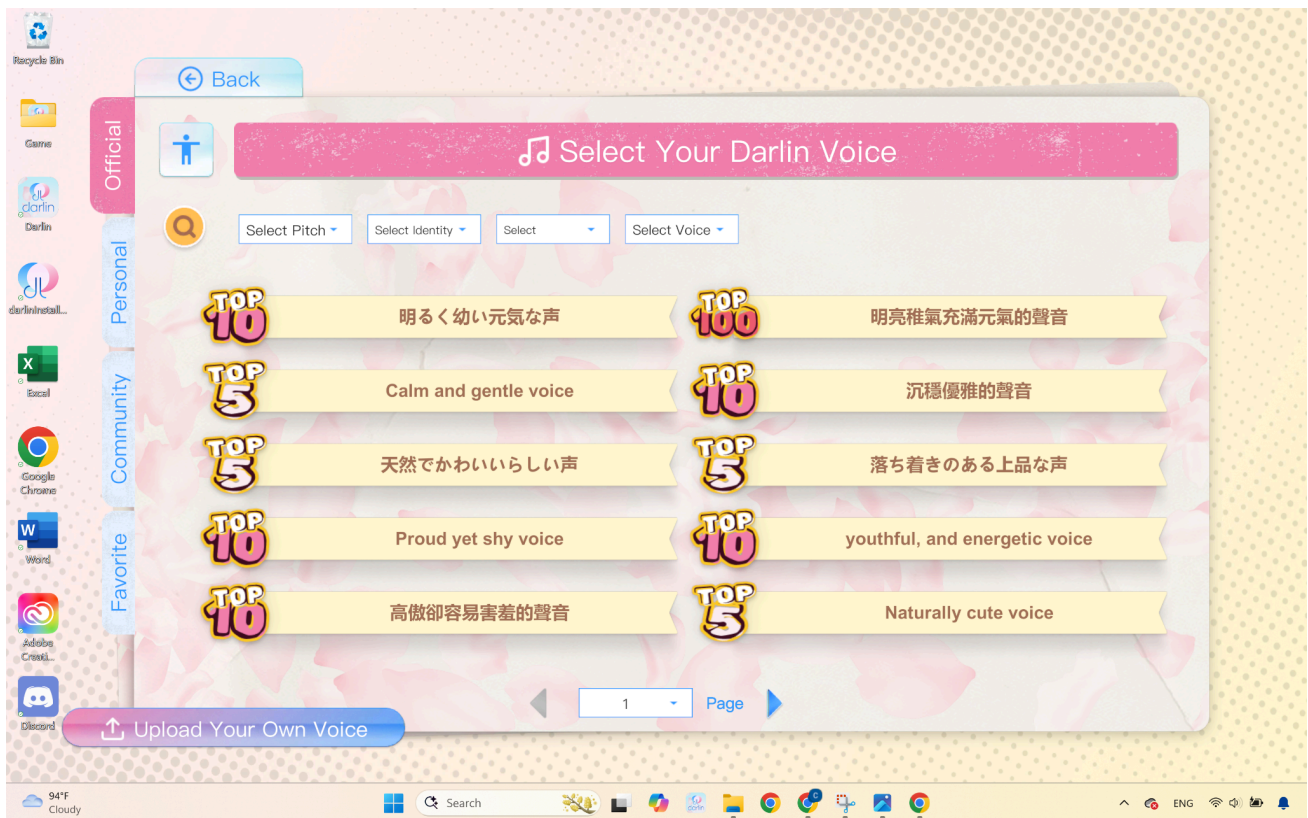 Recycle Bin
Game
darlin
Darlin
darlininstall...
Excel
Google
Chrome
W
Word
Adobe
Creati...
Discord
Back
Official
Personal
Community
Favorite
Select Your Darlin Voice
Select Pitch
Select Identity
Select
Select Voice
TOP 10
明るく幼い元気な声
TOP 100
明亮稚氣充滿元氣的聲音
TOP 5
Calm and gentle voice
TOP 10
沉穩優雅的聲音
TOP 5
天然でかわいいらしい声
TOP 5
落ち着きのある上品な声
TOP 10
Proud yet shy voice
TOP 10
youthful, and energetic voice
TOP 10
高傲卻容易害羞的聲音
TOP 5
Naturally cute voice
1
Page
Upload Your Own Voice
94°F
Cloudy
Search
darlin
C
ENG